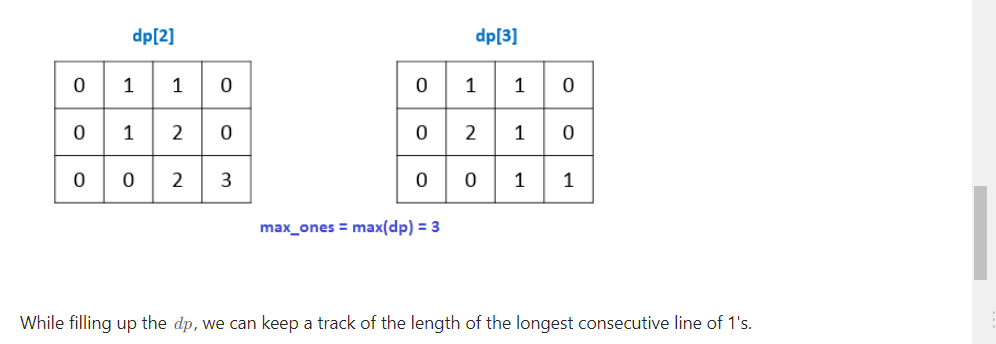 dp[2] dp[3]
0 1 1 0 0 1 1 0
0 1 2 0 0 2 1 0
0 0 2 3 0 0 1 1
max_ones = max(dp) = 3
While filling up the dp, we can keep a track of the length of the longest consecutive line of 1's.